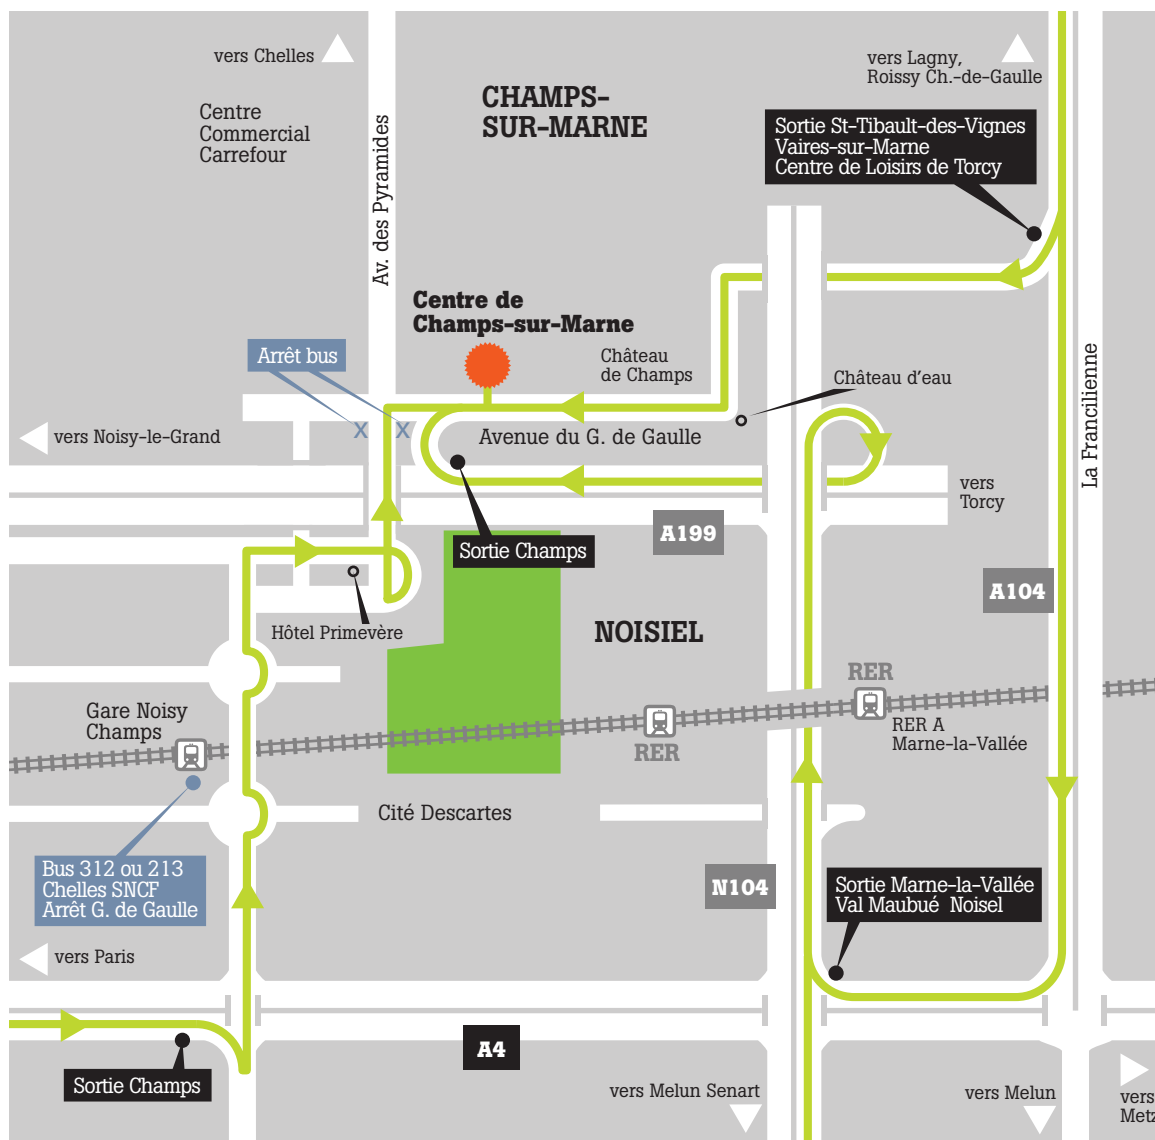 vers Chelles
Centre
Commercial
Carrefour
Av. des Pyramides
CHAMPS-
SUR-MARNE
vers Lagny,
Roissy Ch.-de-Gaulle
Sortie St-Tibault-des-Vignes
Vaires-sur-Marne
Centre de Loisirs de Torcy
Centre de
Champs-sur-Marne
Arrêt bus
Château
de Champs
Château d'eau
La Francilienne
vers Noisy-le-Grand
X
X
Avenue du G. de Gaulle
vers
Torcy
A199
Sortie Champs
A104
Hôtel Primevère
NOISIEL
RER
Gare Noisy
Champs
RER
RER A
Marne-la-Vallée
Cité Descartes
Bus 312 ou 213
Chelles SNCF
Arrêt G. de Gaulle
N104
Sortie Marne-la-Vallée
Val Maubué Noisel
vers Paris
A4
Sortie Champs
vers Melun Senart
vers Melun
vers
Metz